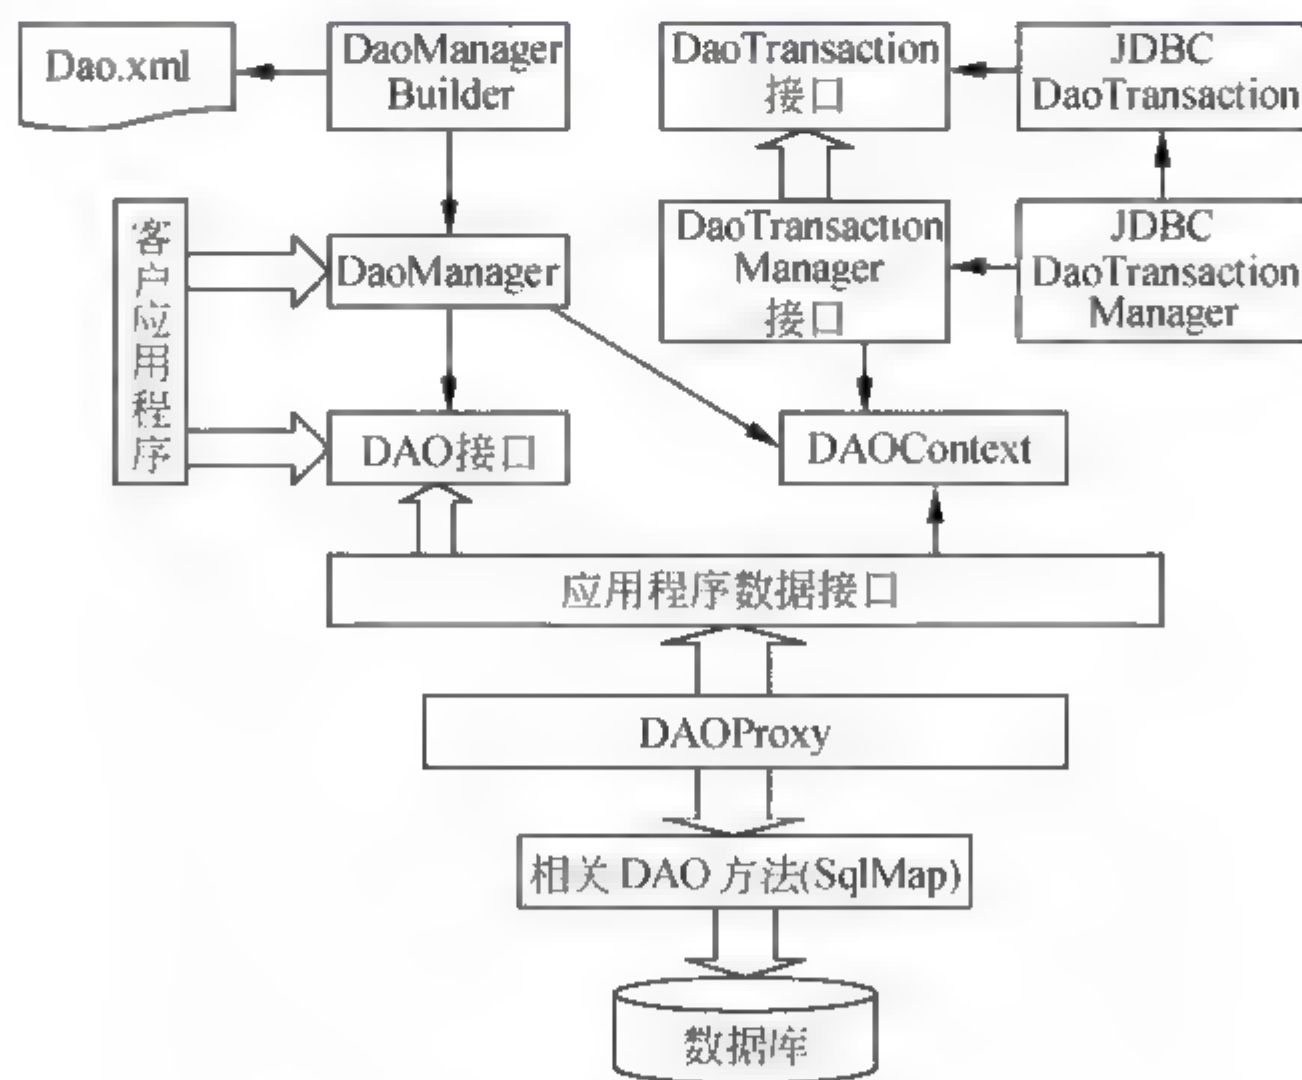 Dao.xml
DaoManager
Builder
DaoTransaction
接口
JDBC
DaoTransaction
客户应用程序
DaoManager
DaoTransaction
Manager
接口
JDBC
DaoTransaction
Manager
DAO接口
DAOContext
应用程序数据接口
DAOProxy
相关 DAO 方法(SqlMap)
数据库